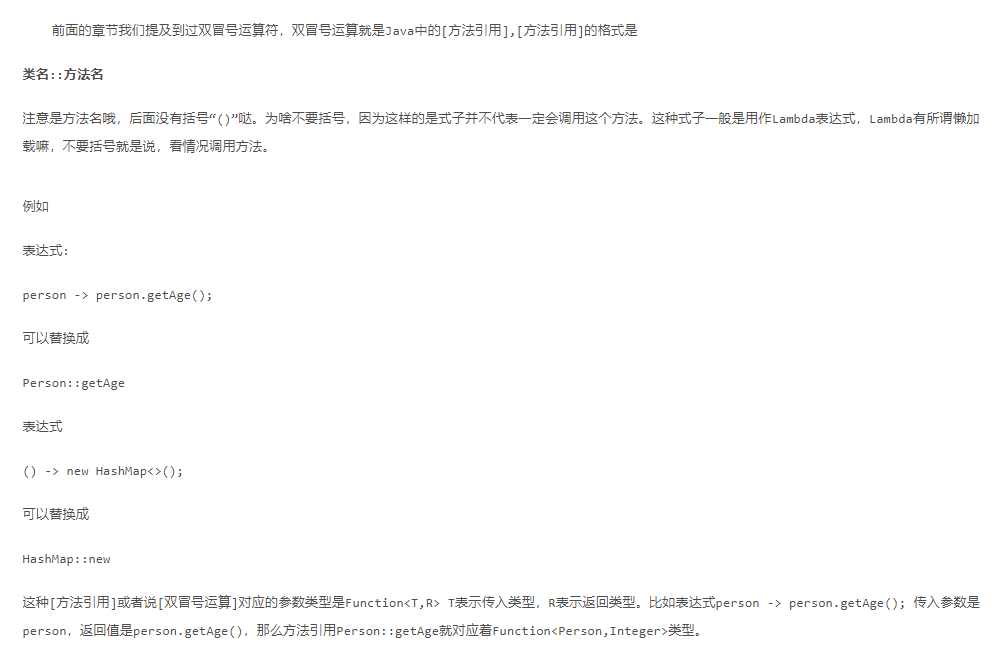 前面的章节我们提及到过双冒号运算符，双冒号运算就是Java中的[方法引用],[方法引用]的格式是
类名::方法名
注意是方法名哦，后面没有括号“()”哒。为啥不要括号，因为这样的是式子并不代表一定会调用这个方法。这种式子一般是用作Lambda表达式，Lambda有所谓懒加
载嘛，不要括号就是说，看情况调用方法。
例如
表达式:
person -> person.getAge();
可以替换成
Person::getAge
表达式
() -> new HashMap<>();
可以替换成
HashMap::new
这种[方法引用]或者说[双冒号运算]对应的参数类型是Function<T,R> T表示传入类型，R表示返回类型。比如表达式person -> person.getAge(); 传入参数是
person，返回值是person.getAge()，那么方法引用Person::getAge就对应着Function<Person,Integer>类型。